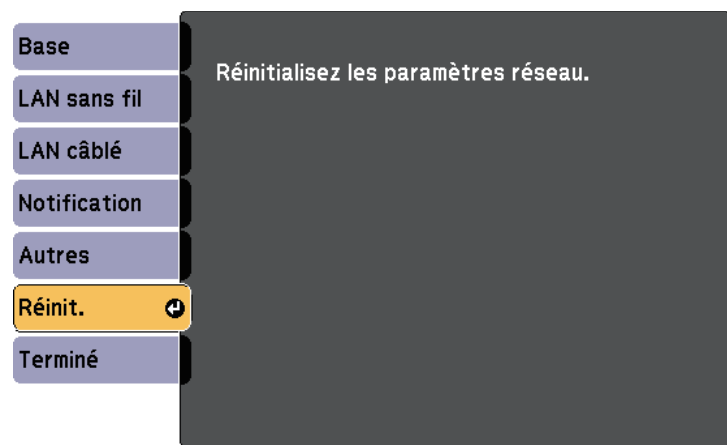 Base
LAN sans fil
LAN câblé
Notification
Autres
Réinit.
Terminé
Réinitialisez les paramètres réseau.